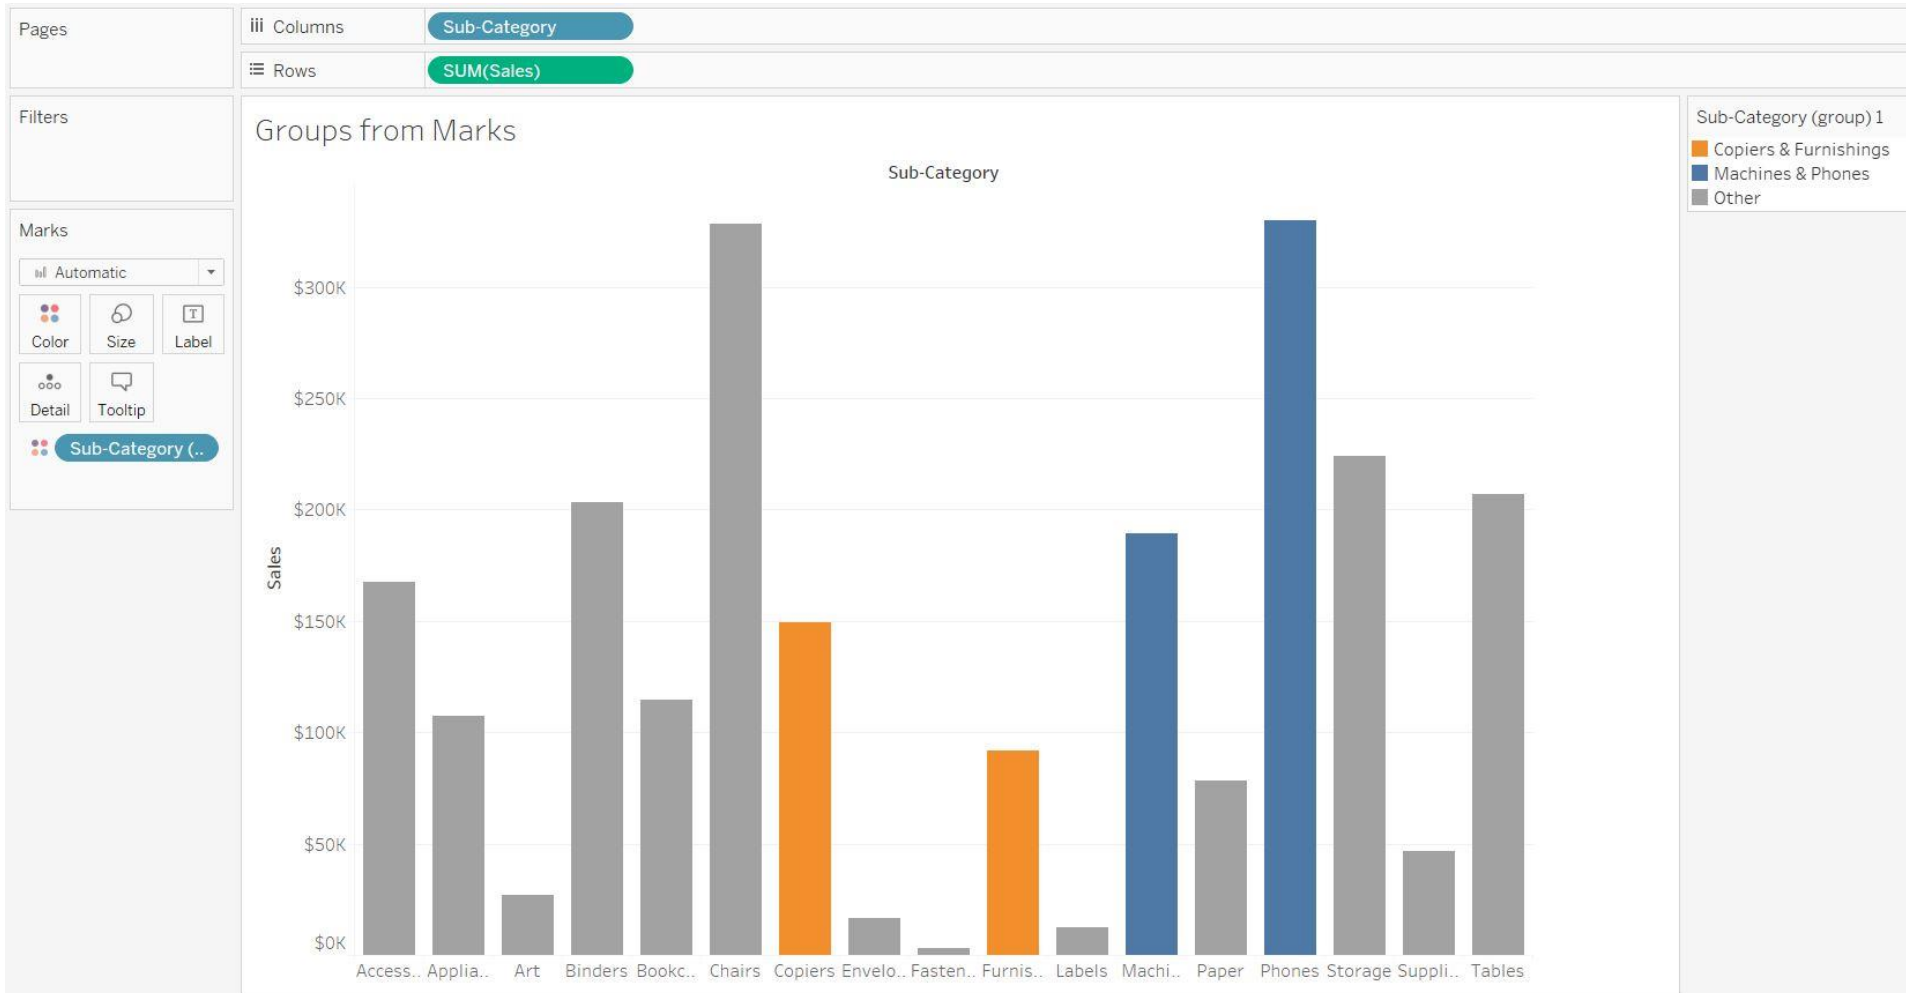 Pages
iii Columns
Sub-Category
Rows
SUM(Sales)
Filters
Marks
Automatic
Color
Size
Label
Detail
Tooltip
Sub-Category (..
Groups from Marks
Sub-Category
$300K
$250K
$200K
$150K
$100K
$50K
$0K
Sales
Access.. Applia.. Art Binders Bookc.. Chairs Copiers Envelo.. Fasten.. Furnis.. Labels Machi.. Paper Phones Storage Suppli.. Tables
Sub-Category (group) 1
Copiers & Furnishings
Machines & Phones
Other